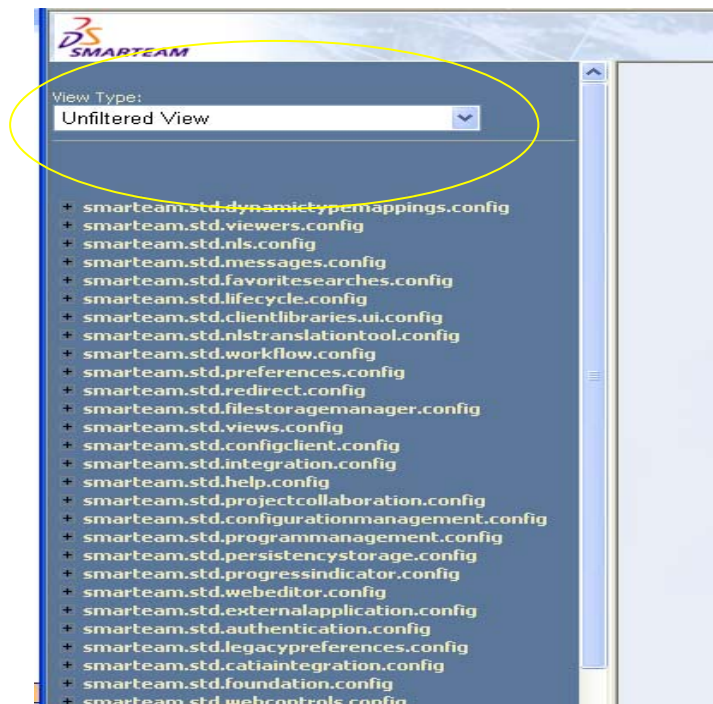 SMARTEAM
View Type:
Unfiltered View
+ smarteam.std.dynamictypemappings.config
+ smarteam.std.viewers.config
+ smarteam.std.nls.config
+ smarteam.std.messages.config
+ smarteam.std.favoritesearches.config
+ smarteam.std.lifecycle.config
+ smarteam.std.clientlibraries.ui.config
+ smarteam.std.nlstranslationtool.config
+ smarteam.std.workflow.config
+ smarteam.std.preferences.config
+ smarteam.std.redirect.config
+ smarteam.std.filestoragemanager.config
+ smarteam.std.views.config
+ smarteam.std.configclient.config
+ smarteam.std.integration.config
+ smarteam.std.help.config
+ smarteam.std.projectcollaboration.config
+ smarteam.std.configurationmanagement.config
+ smarteam.std.programmanagement.config
+ smarteam.std.persistencystorage.config
+ smarteam.std.progressindicator.config
+ smarteam.std.webeditor.config
+ smarteam.std.externalapplication.config
+ smarteam.std.authentication.config
+ smarteam.std.legacypreferences.config
+ smarteam.std.catiaintegration.config
+ smarteam.std.foundation.config
+ smarteam.std.webcontrols.config